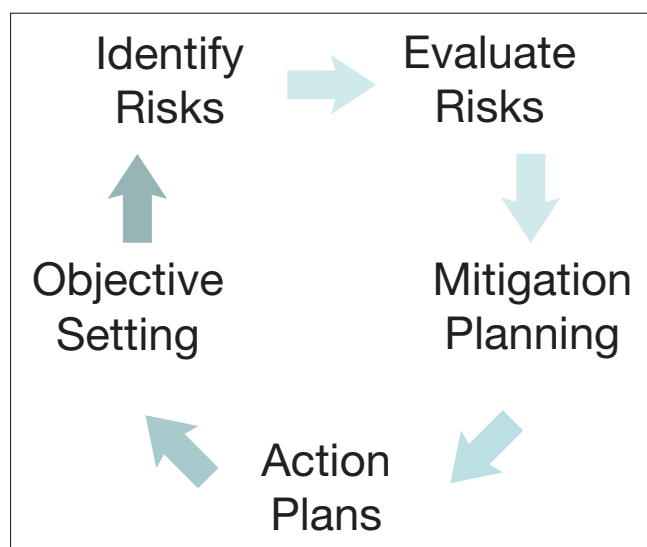 Identify
Risks
Evaluate
Risks
Objective
Setting
Mitigation
Planning
Action
Plans